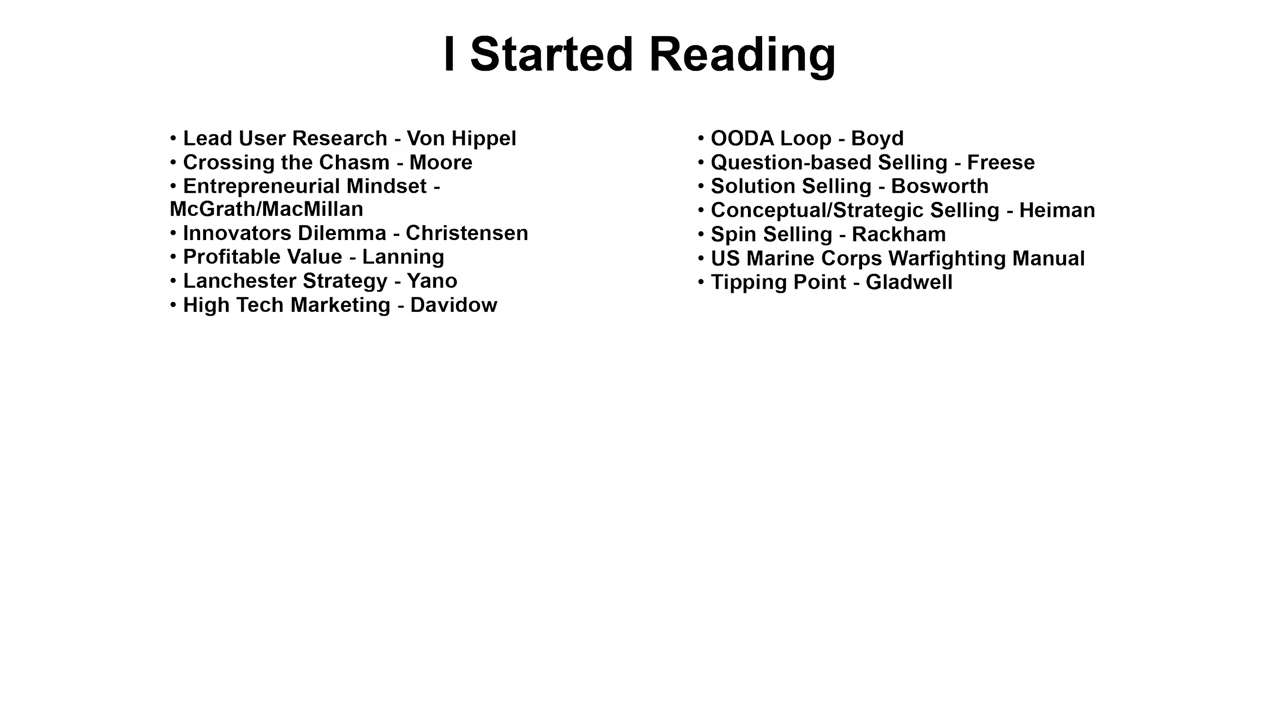 I Started Reading
• Lead User Research - Von Hippel
• Crossing the Chasm - Moore
• Entrepreneurial Mindset -
McGrath/MacMillan
• Innovators Dilemma - Christensen
• Profitable Value - Lanning
• Lanchester Strategy - Yano
• High Tech Marketing - Davidow
• OODA Loop - Boyd
• Question-based Selling - Freese
• Solution Selling - Bosworth
• Conceptual/Strategic Selling - Heiman
• Spin Selling - Rackham
• US Marine Corps Warfighting Manual
• Tipping Point - Gladwell